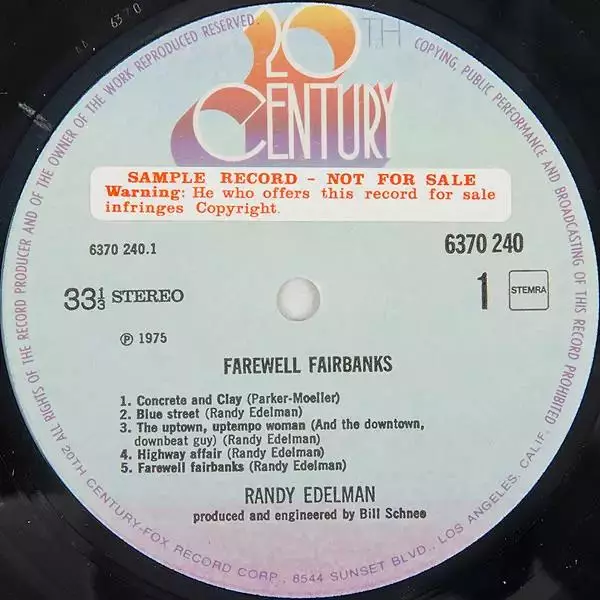 20TH
CENTURY
SAMPLE RECORD - NOT FOR SALE
Warning: He who offers this record for sale
infringes Copyright.
6370 240.1
6370 240
33⅓ STEREO
1
STEMRA
℗ 1975
FAREWELL FAIRBANKS
1. Concrete and Clay (Parker-Moeller)
2. Blue street (Randy Edelman)
3. The uptown, uptempo woman (And the downtown,
downbeat guy) (Randy Edelman)
4. Highway affair (Randy Edelman)
5. Farewell fairbanks (Randy Edelman)
RANDY EDELMAN
produced and engineered by Bill Schnee
ALL RIGHTS OF THE RECORD PRODUCER AND OF THE OWNER OF THE WORK REPRODUCED RESERVED.
COPYING, PUBLIC PERFORMANCE AND BROADCASTING OF THIS RECORD PROHIBITED
20TH CENTURY-FOX RECORD CORP., 8544 SUNSET BLVD., LOS ANGELES, CALIF.